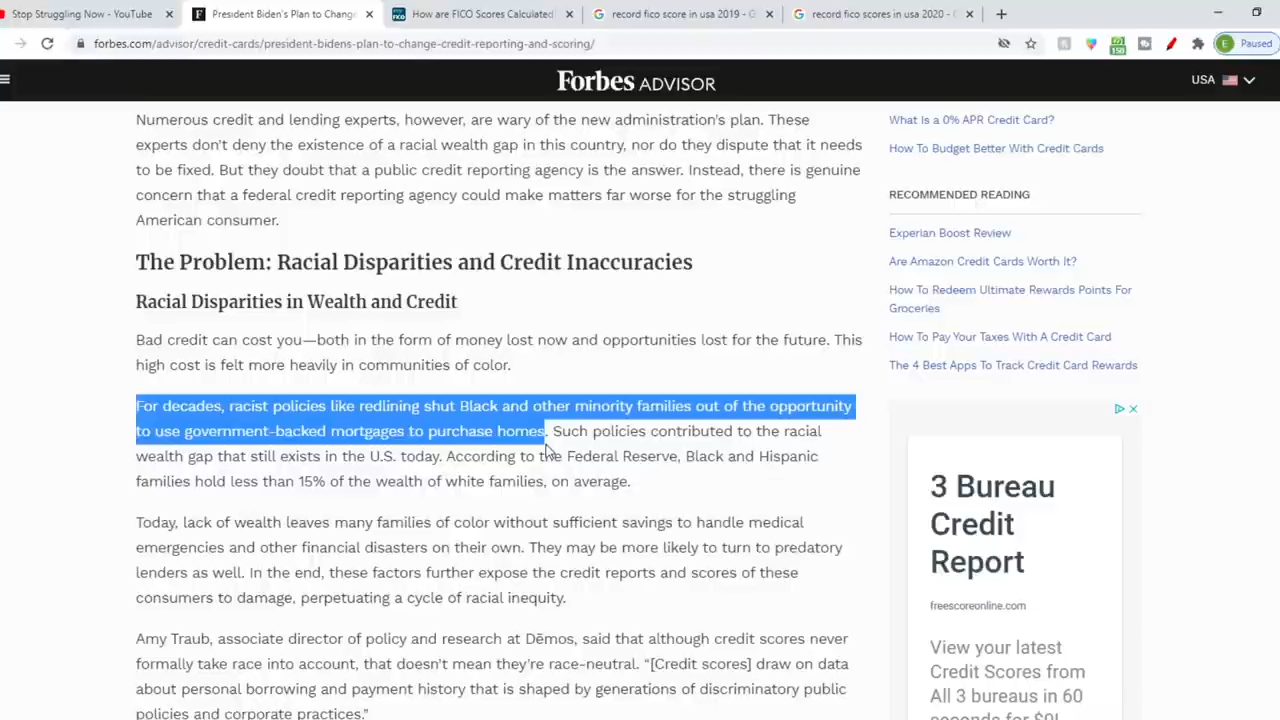 Stop Struggling Now - YouTube
President Biden's Plan to Change
How are FICO Scores Calculated
record fico score in usa 2019 - G
record fico scores in usa 2020 - G
forbes.com/advisor/credit-cards/president-bidens-plan-to-change-credit-reporting-and-scoring/
150
E Paused
Forbes ADVISOR
USA
Numerous credit and lending experts, however, are wary of the new administration's plan. These
experts don't deny the existence of a racial wealth gap in this country, nor do they dispute that it needs
to be fixed. But they doubt that a public credit reporting agency is the answer. Instead, there is genuine
concern that a federal credit reporting agency could make matters far worse for the struggling
American consumer.
The Problem: Racial Disparities and Credit Inaccuracies
Racial Disparities in Wealth and Credit
Bad credit can cost you—both in the form of money lost now and opportunities lost for the future. This
high cost is felt more heavily in communities of color.
For decades, racist policies like redlining shut Black and other minority families out of the opportunity
to use government-backed mortgages to purchase homes. Such policies contributed to the racial
wealth gap that still exists in the U.S. today. According to the Federal Reserve, Black and Hispanic
families hold less than 15% of the wealth of white families, on average.
Today, lack of wealth leaves many families of color without sufficient savings to handle medical
emergencies and other financial disasters on their own. They may be more likely to turn to predatory
lenders as well. In the end, these factors further expose the credit reports and scores of these
consumers to damage, perpetuating a cycle of racial inequity.
Amy Traub, associate director of policy and research at Dēmos, said that although credit scores never
formally take race into account, that doesn't mean they're race-neutral. "[Credit scores] draw on data
about personal borrowing and payment history that is shaped by generations of discriminatory public
policies and corporate practices."
What Is a 0% APR Credit Card?
How To Budget Better With Credit Cards
RECOMMENDED READING
Experian Boost Review
Are Amazon Credit Cards Worth It?
How To Redeem Ultimate Rewards Points For
Groceries
How To Pay Your Taxes With A Credit Card
The 4 Best Apps To Track Credit Card Rewards
3 Bureau
Credit
Report
freescoreonline.com
View your latest
Credit Scores from
All 3 bureaus in 60
seconds for $0!